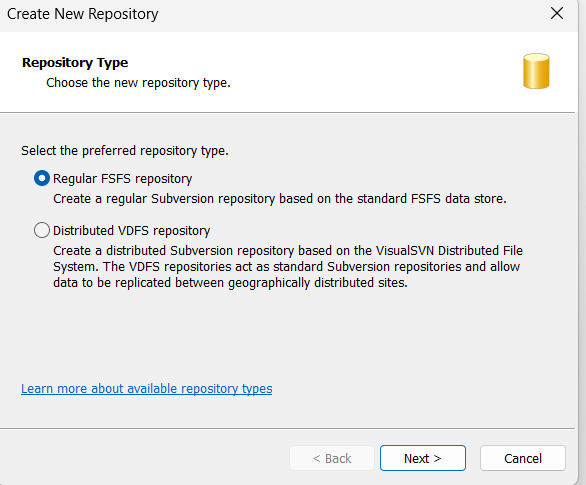 Create New Repository
Repository Type
Choose the new repository type.
Select the preferred repository type.
Regular FSFS repository
Create a regular Subversion repository based on the standard FSFS data store.
Distributed VDFS repository
Create a distributed Subversion repository based on the VisualSVN Distributed File
System. The VDFS repositories act as standard Subversion repositories and allow
data to be replicated between geographically distributed sites.
Learn more about available repository types
< Back
Next >
Cancel